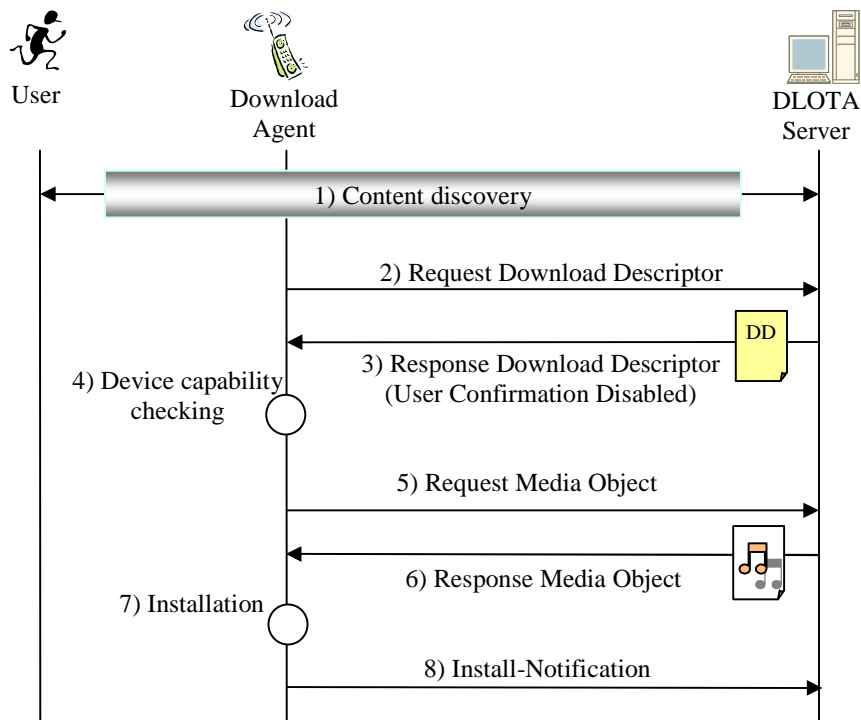 User
Download
Agent
DLOTA
Server
1) Content discovery
2) Request Download Descriptor
DD
3) Response Download Descriptor
(User Confirmation Disabled)
4) Device capability
checking
5) Request Media Object
6) Response Media Object
7) Installation
8) Install-Notification